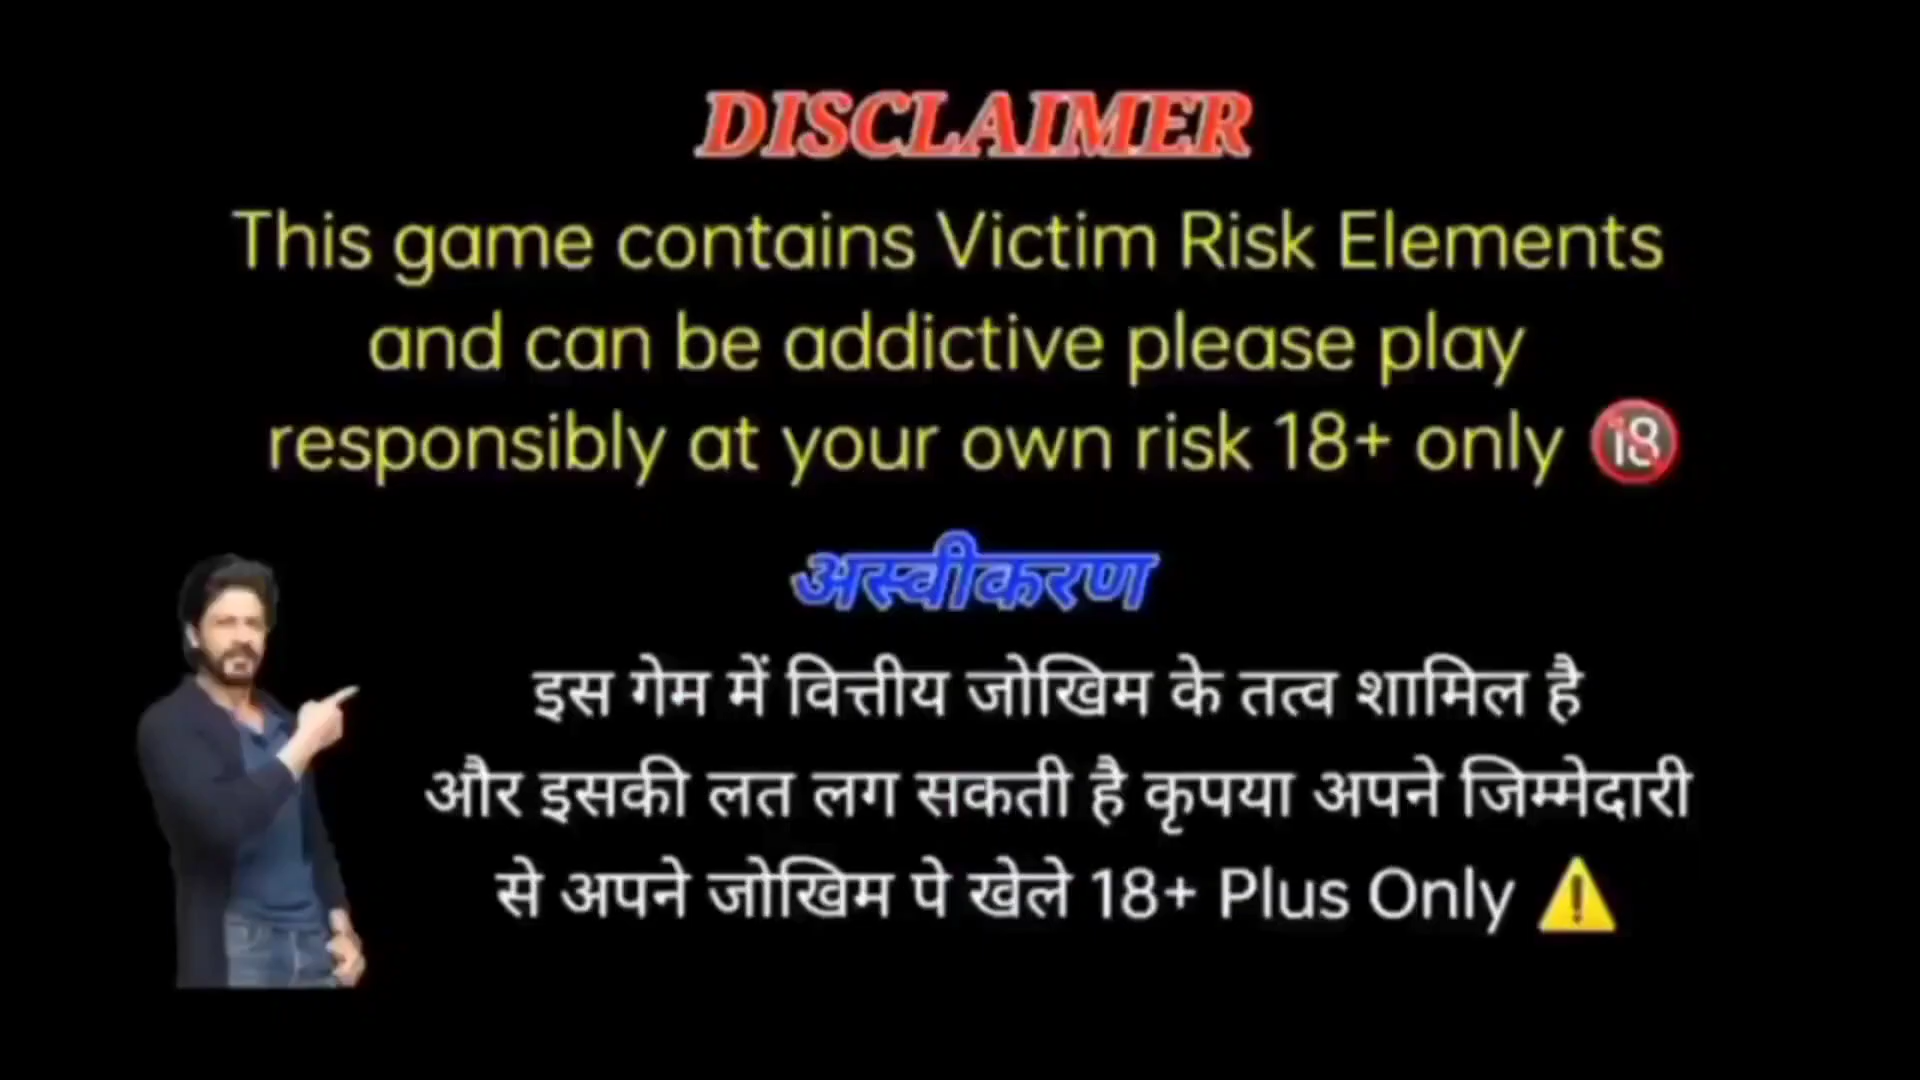 DISCLAIMER
This game contains Victim Risk Elements
and can be addictive please play
responsibly at your own risk 18+ only 🔞
अस्वीकरण
इस गेम में वित्तीय जोखिम के तत्व शामिल है
और इसकी लत लग सकती है कृपया अपने जिम्मेदारी
से अपने जोखिम पे खेले 18+ Plus Only ⚠️